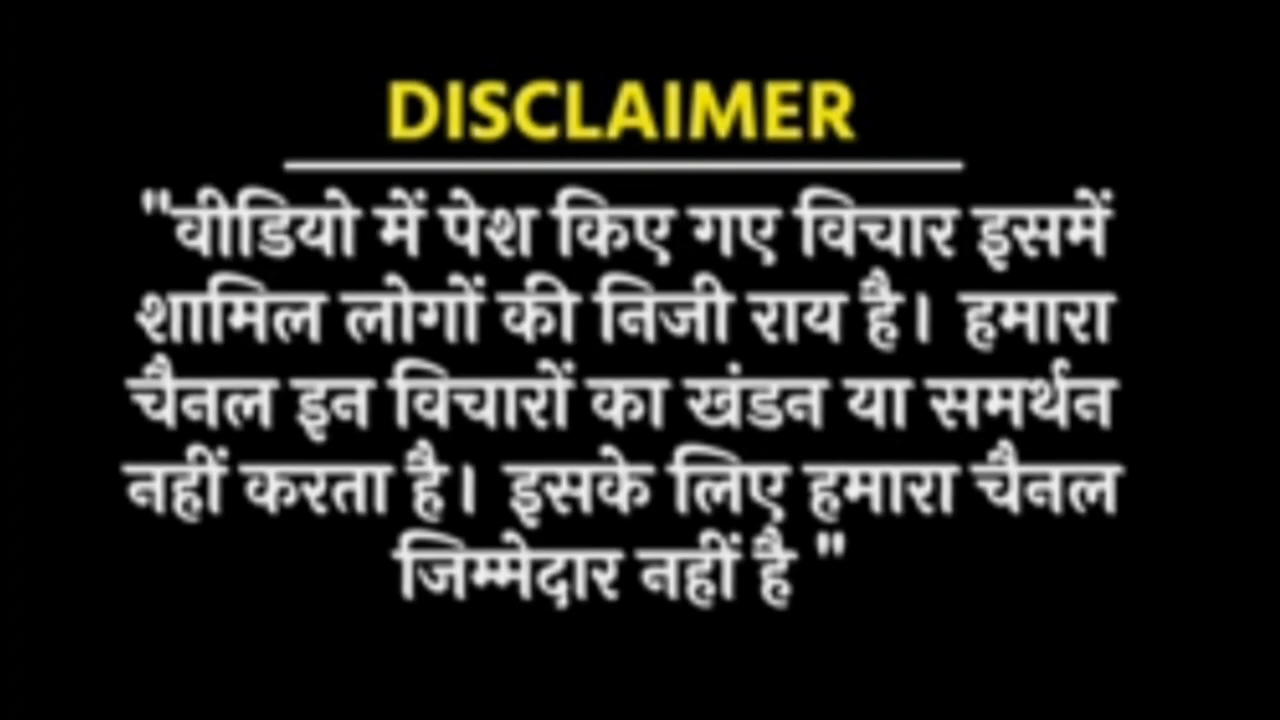 DISCLAIMER
"वीडियो में पेश किए गए विचार इसमें
शामिल लोगों की निजी राय है। हमारा
चैनल इन विचारों का खंडन या समर्थन
नहीं करता है। इसके लिए हमारा चैनल
जिम्मेदार नहीं है "